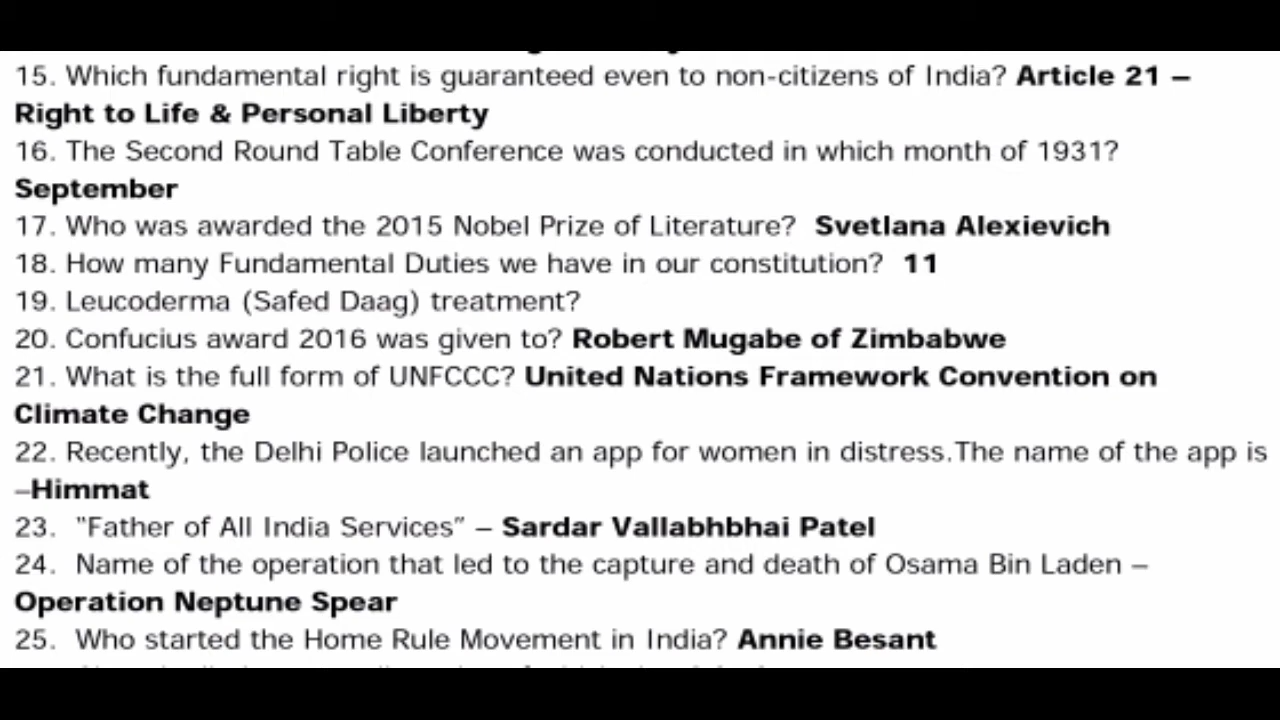 15. Which fundamental right is guaranteed even to non-citizens of India? Article 21 –
Right to Life & Personal Liberty
16. The Second Round Table Conference was conducted in which month of 1931?
September
17. Who was awarded the 2015 Nobel Prize of Literature? Svetlana Alexievich
18. How many Fundamental Duties we have in our constitution? 11
19. Leucoderma (Safed Daag) treatment?
20. Confucius award 2016 was given to? Robert Mugabe of Zimbabwe
21. What is the full form of UNFCCC? United Nations Framework Convention on
Climate Change
22. Recently, the Delhi Police launched an app for women in distress.The name of the app is
–Himmat
23. "Father of All India Services” – Sardar Vallabhbhai Patel
24. Name of the operation that led to the capture and death of Osama Bin Laden –
Operation Neptune Spear
25. Who started the Home Rule Movement in India? Annie Besant